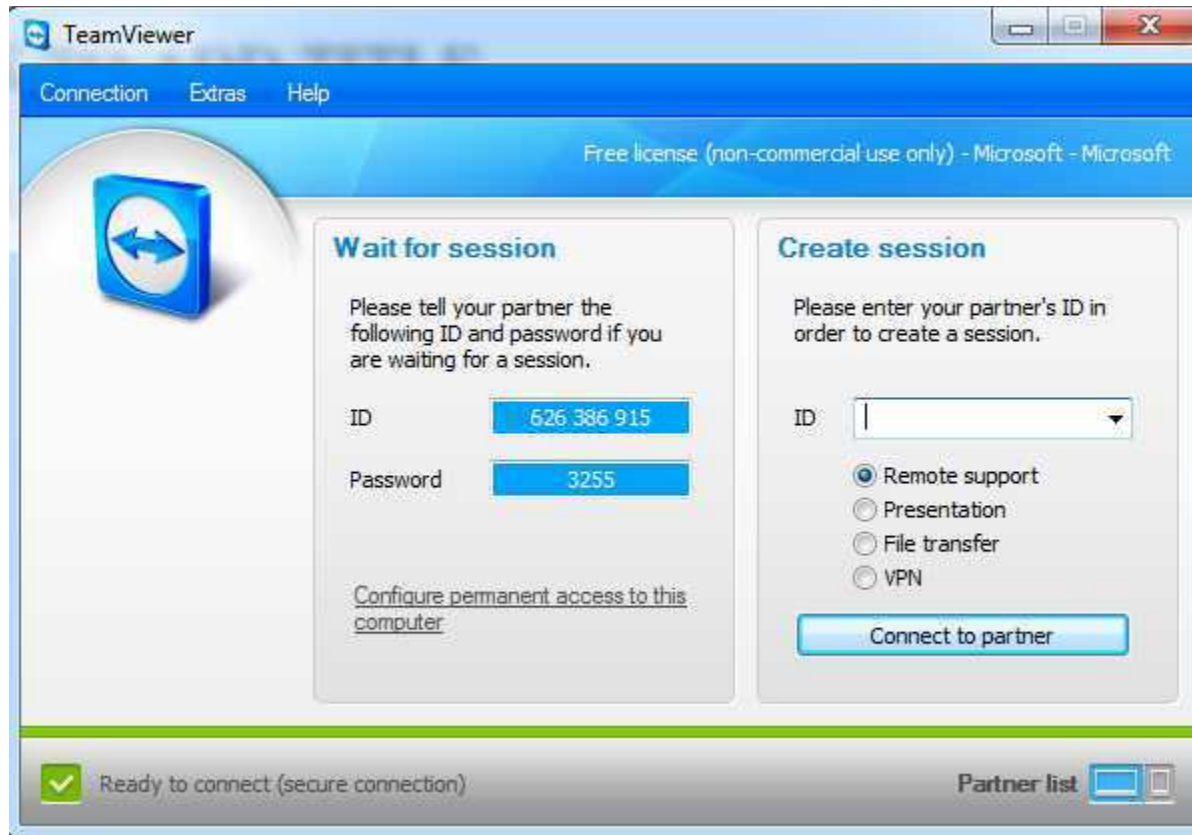 TeamViewer
Connection Extras Help
Free license (non-commercial use only) - Microsoft - Microsoft
Wait for session
Please tell your partner the
following ID and password if you
are waiting for a session.
ID 626 386 915
Password 3255
Configure permanent access to this
computer
Create session
Please enter your partner's ID in
order to create a session.
ID
Remote support
Presentation
File transfer
VPN
Connect to partner
Ready to connect (secure connection)
Partner list